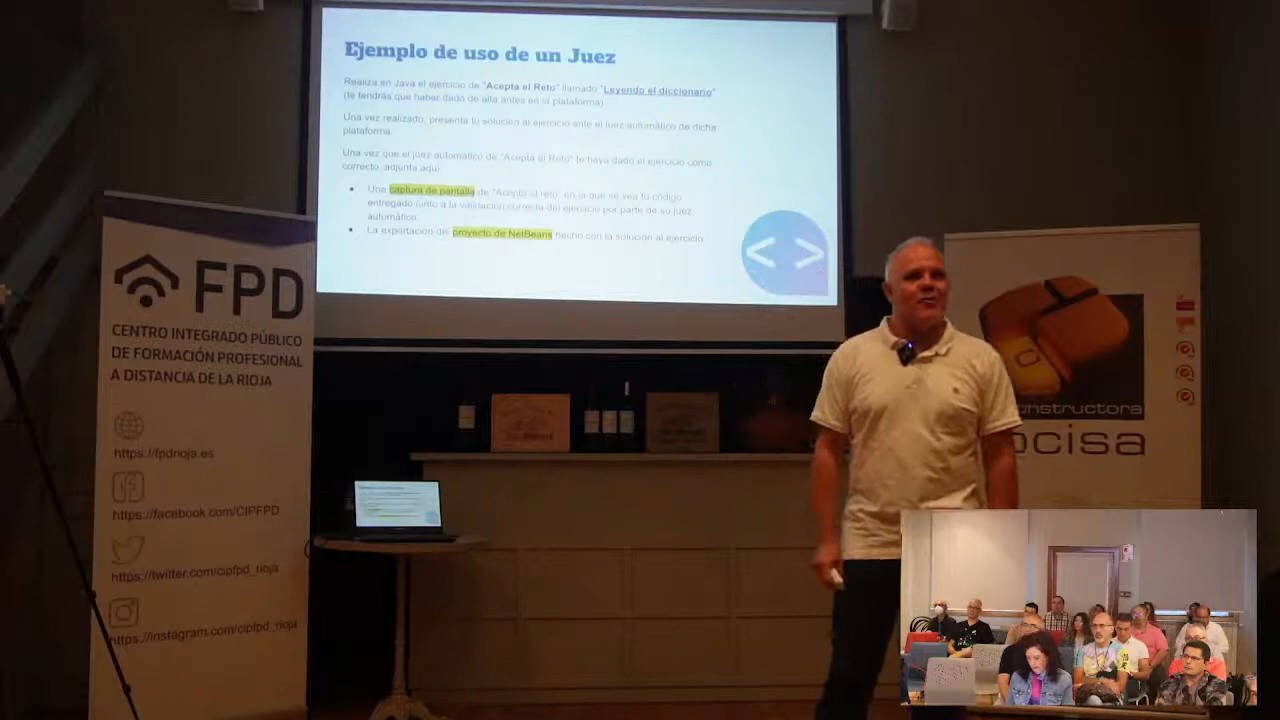 Ejemplo de uso de un Juez
Realiza en Java el ejercicio de "Acepta el Reto" llamado "Leyendo el diccionario"
(te tendrás que haber dado de alta antes en la plataforma)
Una vez realizado, presenta tu solución al ejercicio ante el juez automático de dicha
plataforma.
Una vez que el juez automático de "Acepta el Reto" te haya dado el ejercicio como
correcto, adjunta aquí:
Una captura de pantalla de "Acepta el reto" en la que se vea tu código
entregado junto a la validación correcta del ejercicio por parte de su juez
automático.
La exportación del proyecto de NetBeans hecho con la solución al ejercicio.
< >
FPD
CENTRO INTEGRADO PÚBLICO
DE FORMACIÓN PROFESIONAL
A DISTANCIA DE LA RIOJA
https://fpdrioja.es
https://facebook.com/CIPFPD
https://twitter.com/cipfpd_rioja
https://instagram.com/cipfpd_rioja
onstructora
ocisa